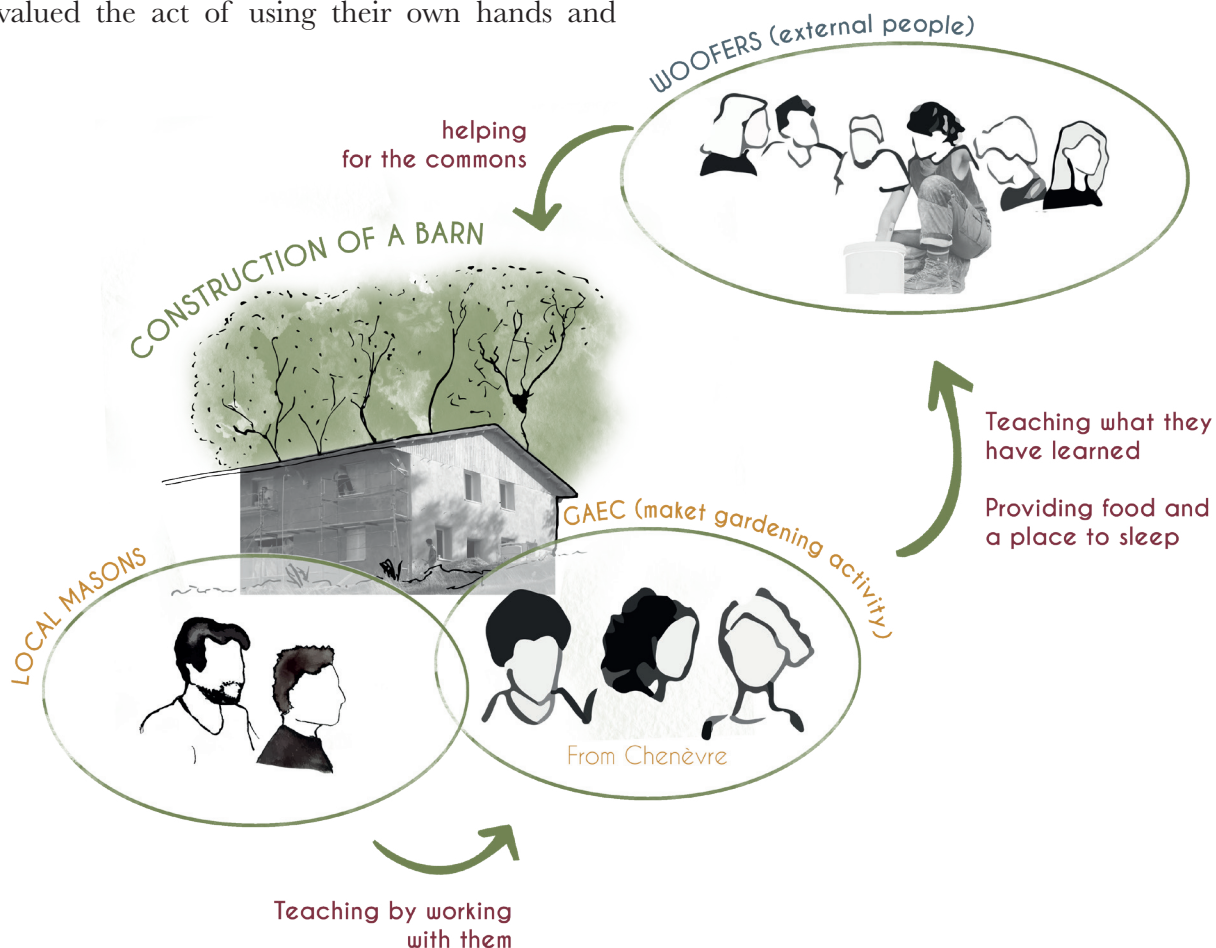 valued the act of using their own hands and
WOOFERS (external people)
helping
for the commons
CONSTRUCTION OF A BARN
Teaching what they
have learned
Providing food and
a place to sleep
GAEC (maket gardening activity)
LOCAL MASONS
From Chenèvre
Teaching by working
with them